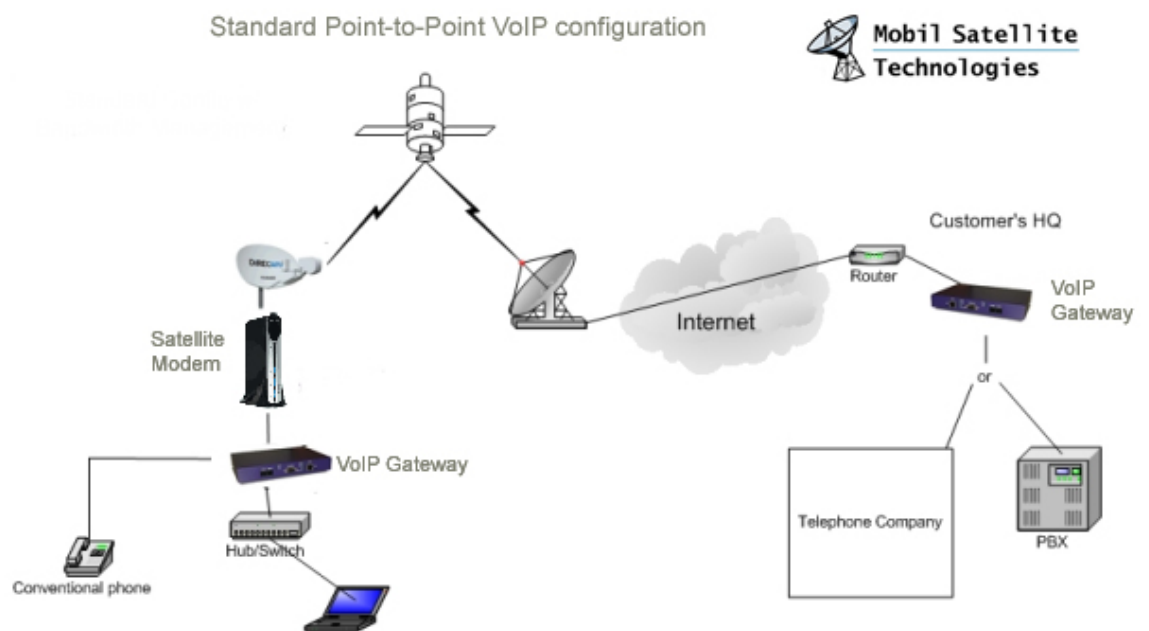 Standard Point-to-Point VoIP configuration
Mobil Satellite
Technologies
Customer's HQ
DIRECWAY
Router
VoIP
Gateway
Internet
Satellite
Modem
or
VoIP Gateway
Telephone Company
Hub/Switch
PBX
Conventional phone